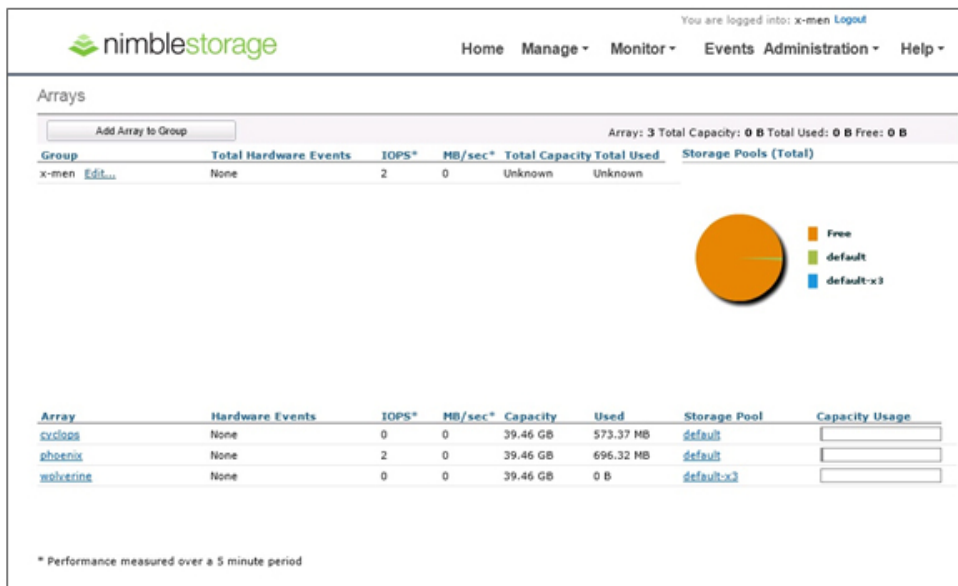 You are logged into: x-men Logout
nimblestorage
Home Manage Monitor Events Administration Help
Arrays
Add Array to Group
Array: 3 Total Capacity: 0 B Total Used: 0 B Free: 0 B
Group Total Hardware Events IOPS* MB/sec* Total Capacity Total Used Storage Pools (Total)
x-men Edit... None 2 0 Unknown Unknown
Free
default
default-x3
Array Hardware Events IOPS* MB/sec* Capacity Used Storage Pool Capacity Usage
cyclops None 0 0 39.46 GB 573.37 MB default
phoenix None 2 0 39.46 GB 696.32 MB default
wolverine None 0 0 39.46 GB 0 B default-x3
* Performance measured over a 5 minute period